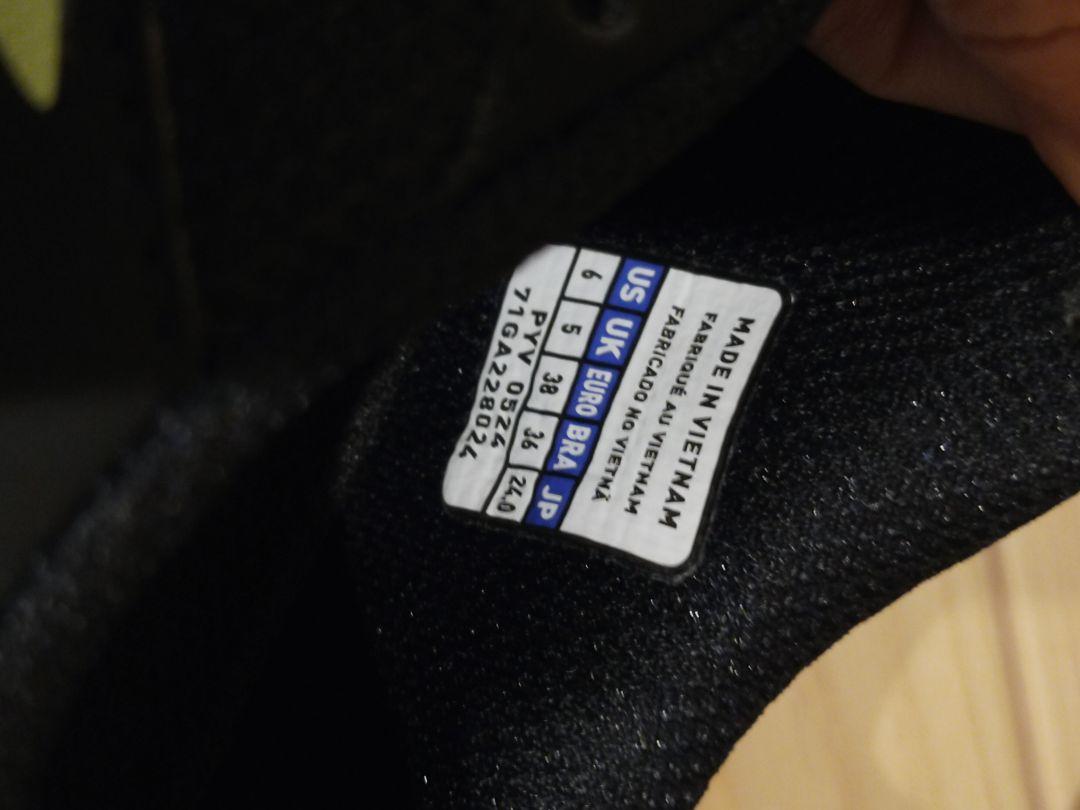 MADE IN VIETNAM
FABRIQUÉ AU VIETNAM
FABRICADO NO VIETNÃ
US UK EURO BRA JP
6 5 38 36 24.0
PYV 0524
71GA228024